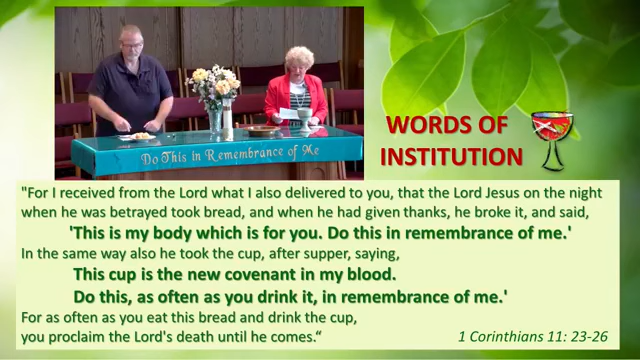 Do This in Remembrance of Me
WORDS OF
INSTITUTION
"For I received from the Lord what I also delivered to you, that the Lord Jesus on the night
when he was betrayed took bread, and when he had given thanks, he broke it, and said,
'This is my body which is for you. Do this in remembrance of me.'
In the same way also he took the cup, after supper, saying,
This cup is the new covenant in my blood.
Do this, as often as you drink it, in remembrance of me.'
For as often as you eat this bread and drink the cup,
you proclaim the Lord's death until he comes.“
1 Corinthians 11: 23-26